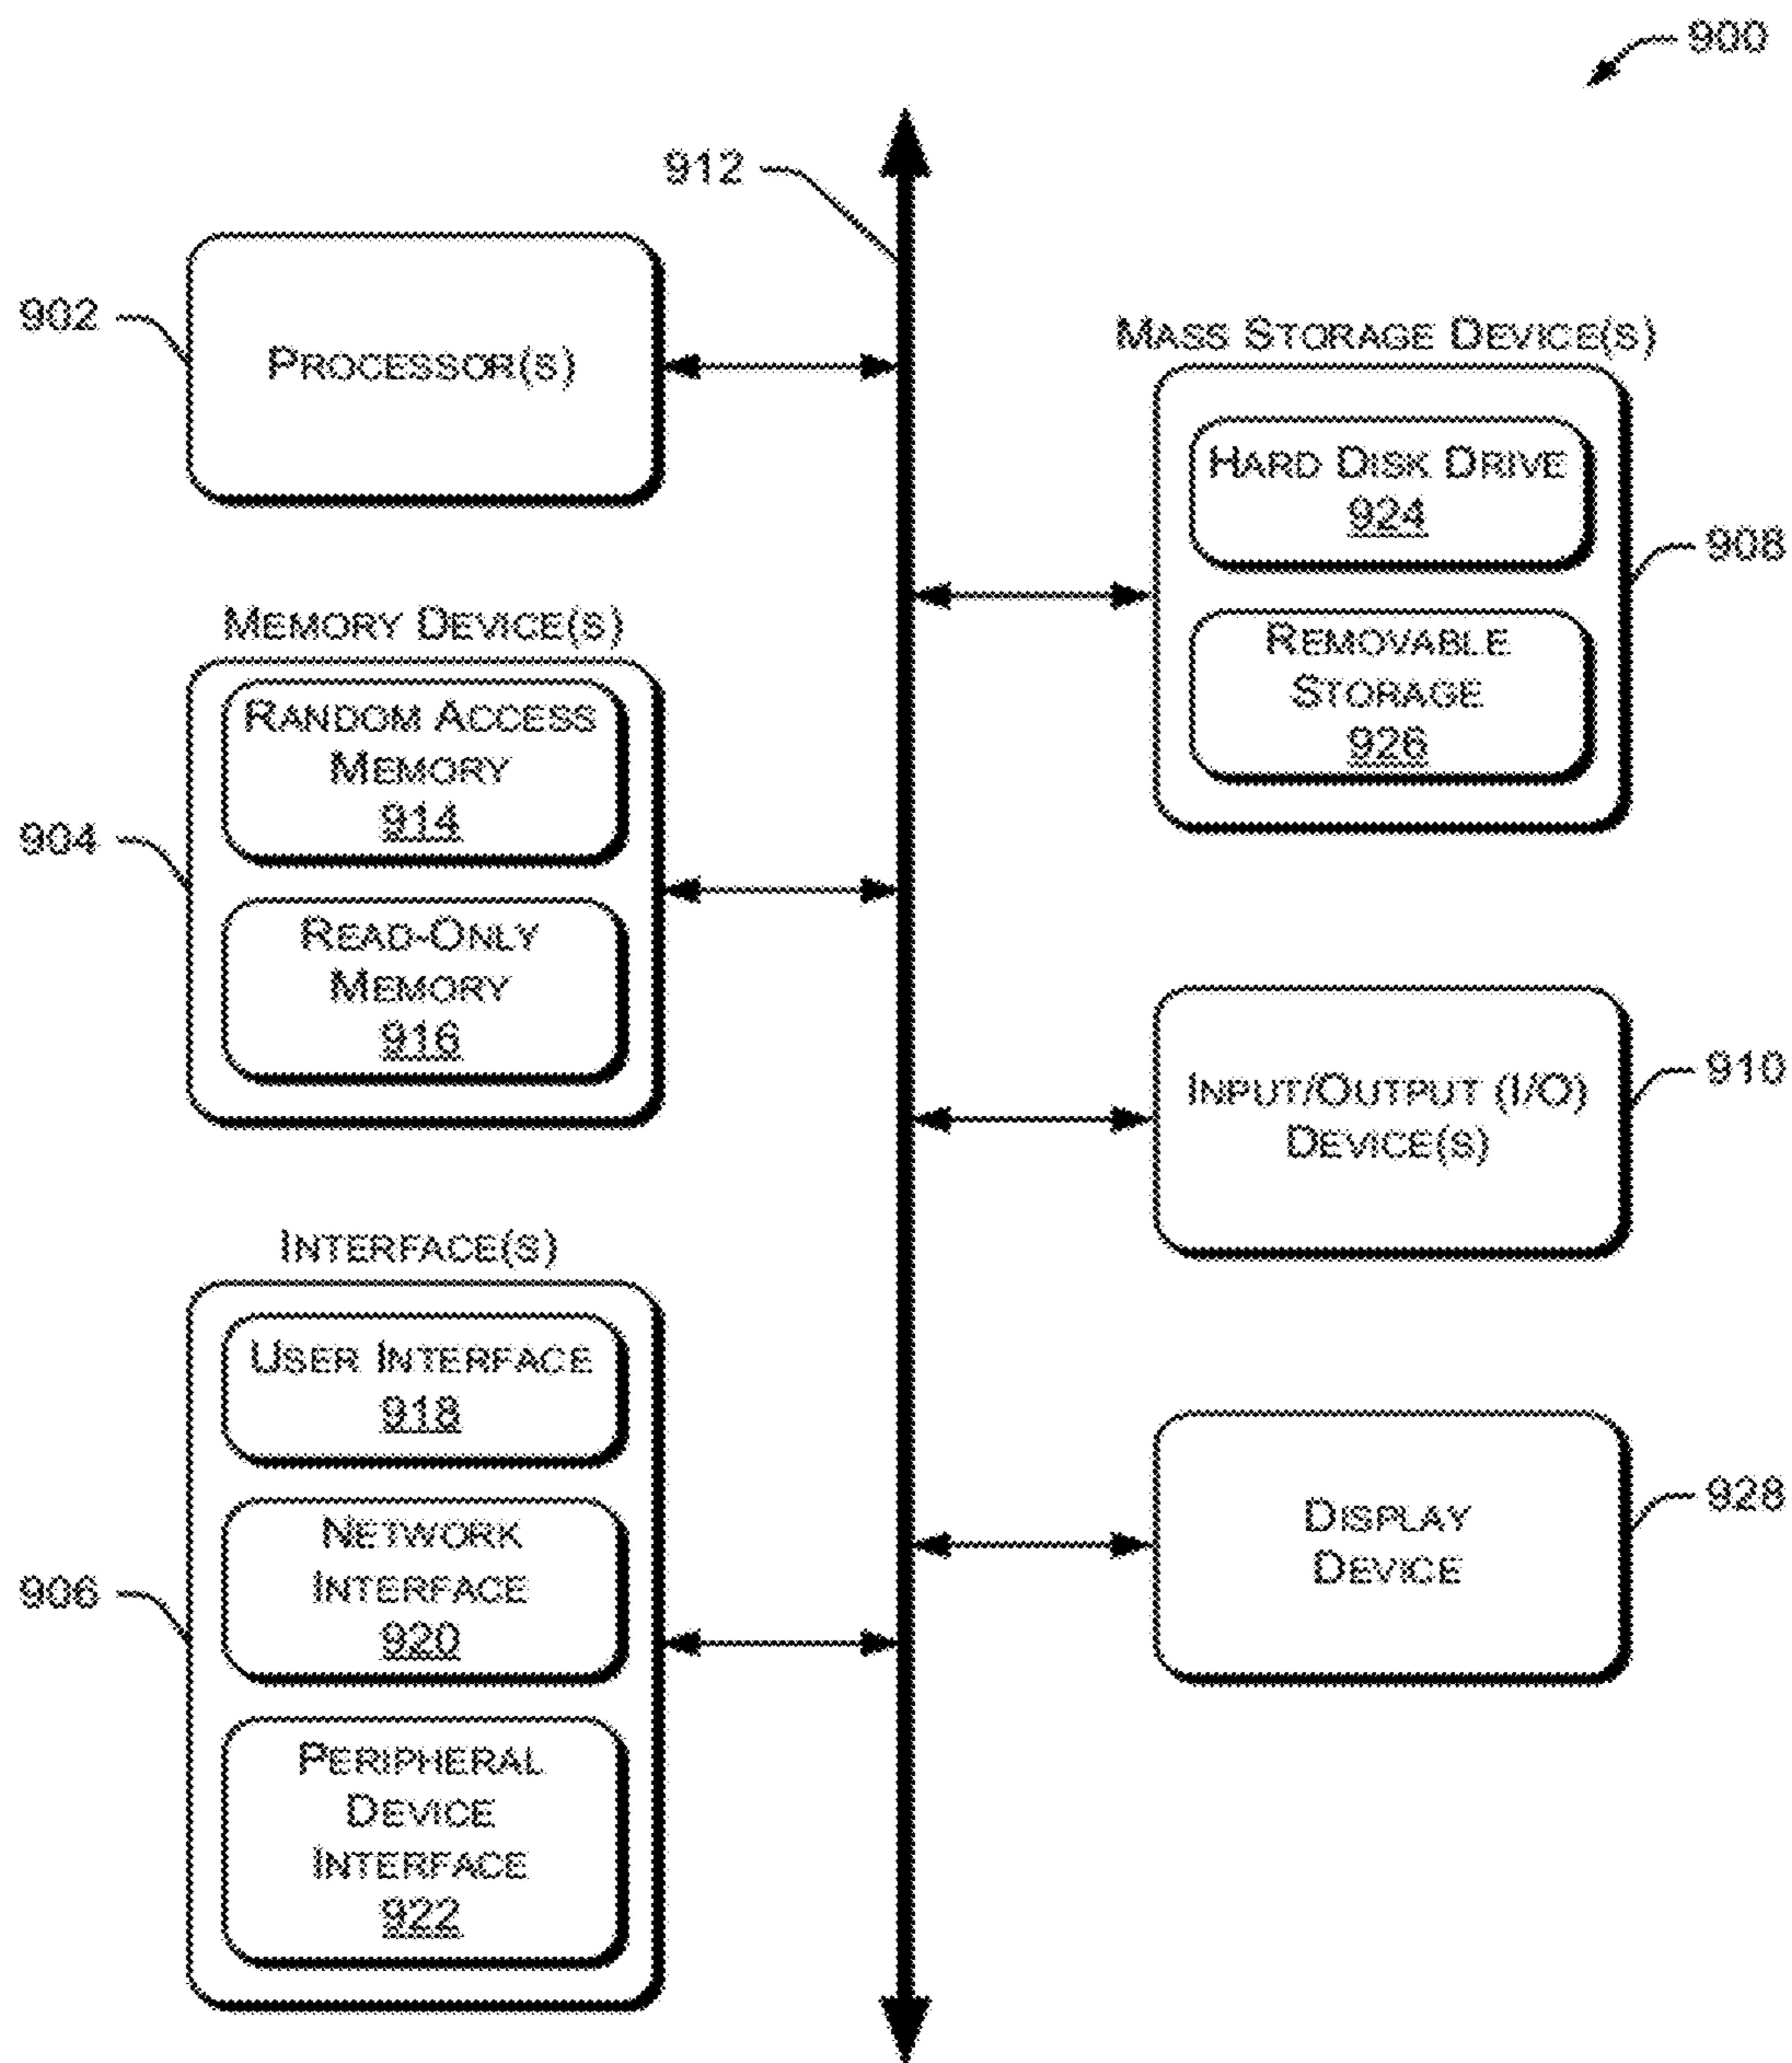 900
912
902
PROCESSOR(S)
MASS STORAGE DEVICE(S)
HARD DISK DRIVE
924
908
REMOVABLE
STORAGE
926
MEMORY DEVICE(S)
RANDOM ACCESS
MEMORY
914
904
READ-ONLY
MEMORY
916
INPUT/OUTPUT (I/O)
DEVICE(S)
910
INTERFACE(S)
USER INTERFACE
918
NETWORK
INTERFACE
920
906
PERIPHERAL
DEVICE
INTERFACE
922
DISPLAY
DEVICE
928